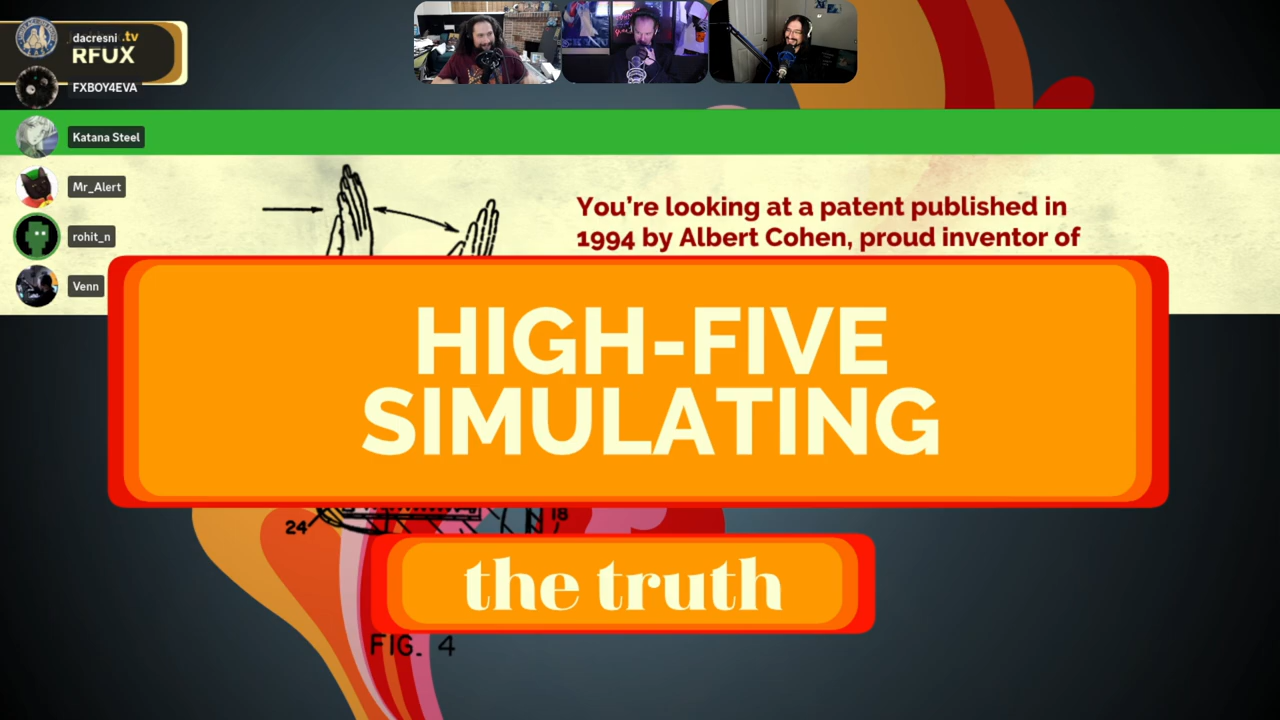 dacresni .tv
RFUX
FXBOY4EVA
Katana Steel
Mr_Alert
rohit_n
Venn
You’re looking at a patent published in
1994 by Albert Cohen, proud inventor of
HIGH-FIVE
SIMULATING
24
18
the truth
FIG. 4